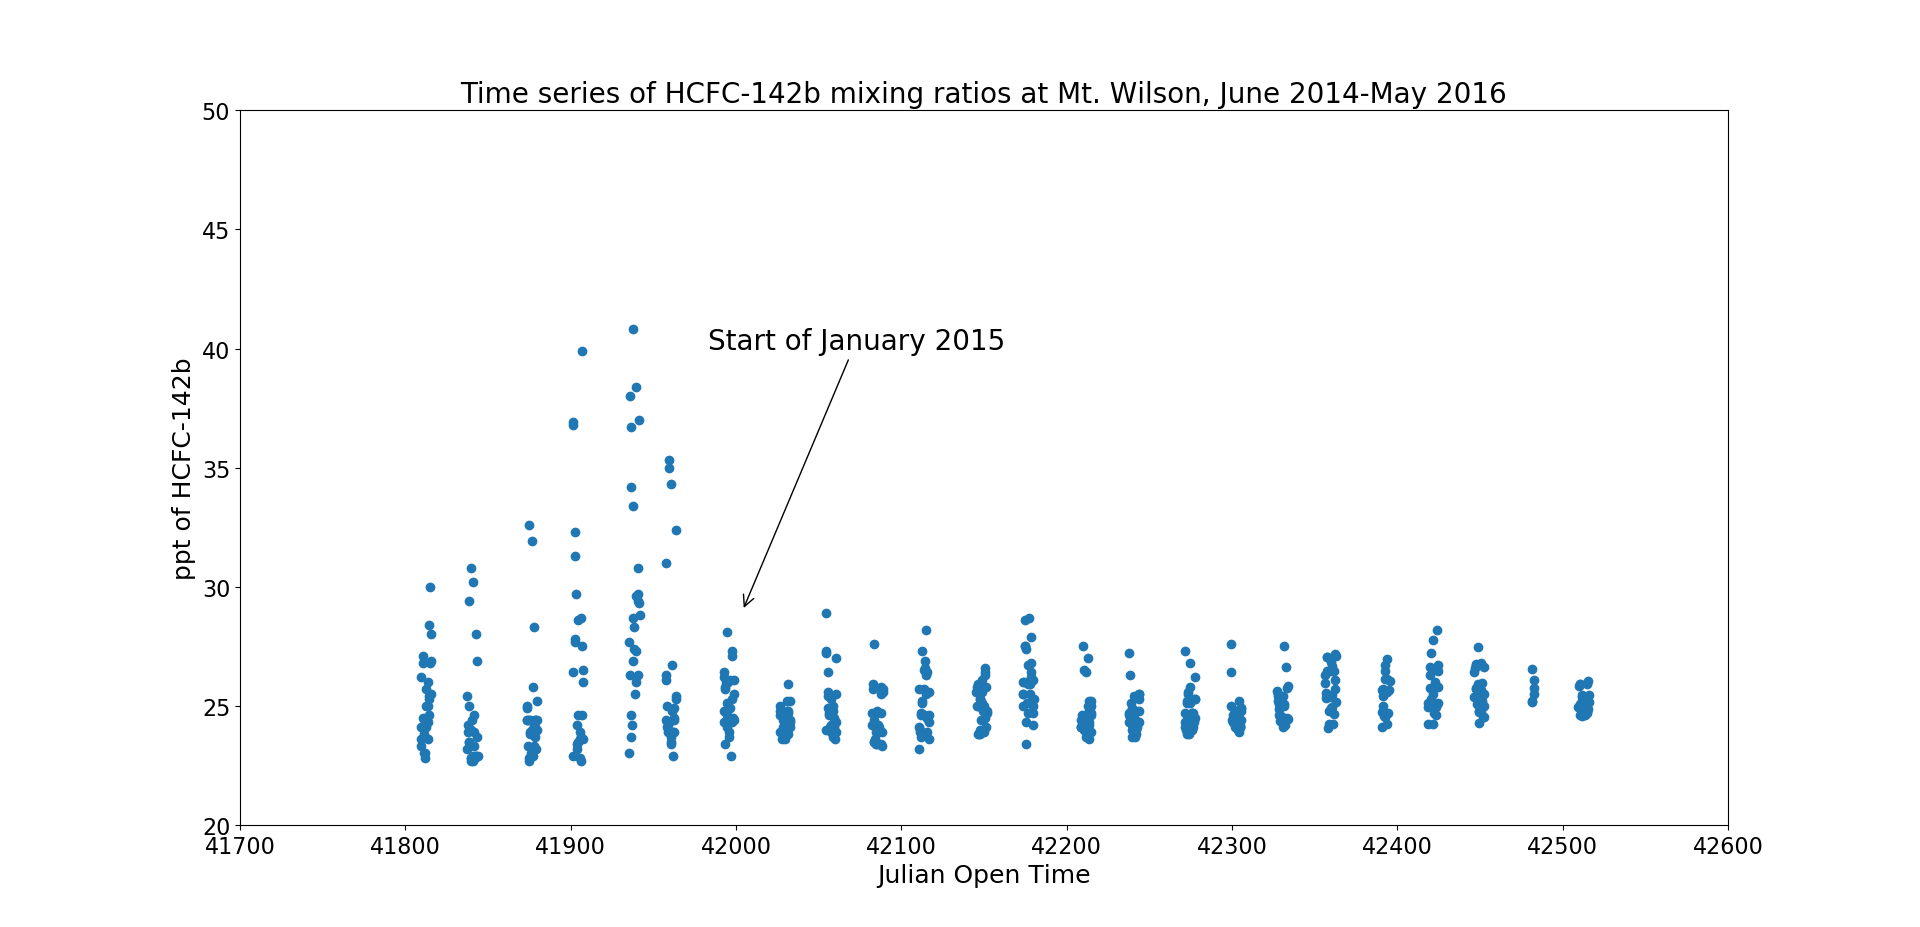 Time series of HCFC-142b mixing ratios at Mt. Wilson, June 2014-May 2016
50
45
40
35
30
25
20
ppt of HCFC-142b
Start of January 2015
41700 41800 41900 42000 42100 42200 42300 42400 42500 42600
Julian Open Time